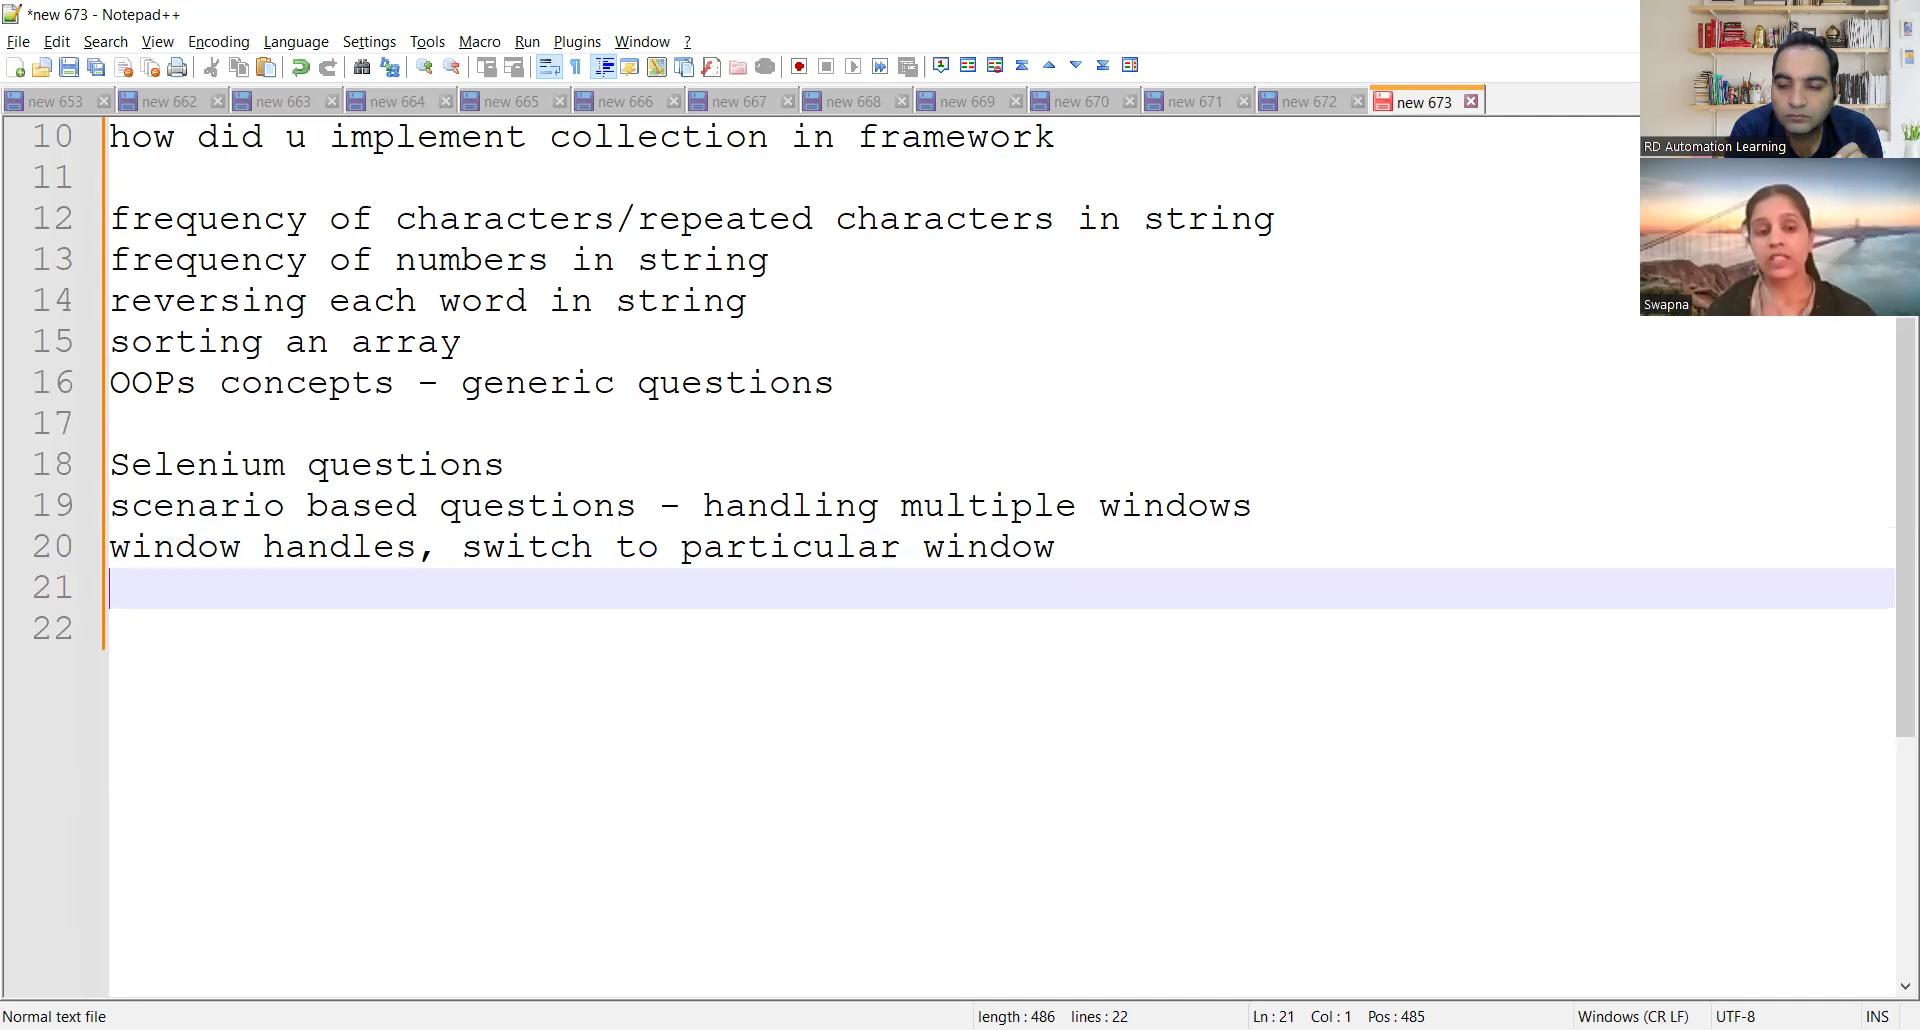 *new 673 - Notepad++
File Edit Search View Encoding Language Settings Tools Macro Run Plugins Window ?
new 653 new 662 new 663 new 664 new 665 new 666 new 667 new 668 new 669 new 670 new 671 new 672 new 673
10 how did u implement collection in framework
11
12 frequency of characters/repeated characters in string
13 frequency of numbers in string
14 reversing each word in string
15 sorting an array
16 OOPs concepts - generic questions
17
18 Selenium questions
19 scenario based questions - handling multiple windows
20 window handles, switch to particular window
21
22
RD Automation Learning
Swapna
Normal text file length : 486 lines : 22 Ln : 21 Col : 1 Pos : 485 Windows (CR LF) UTF-8 INS